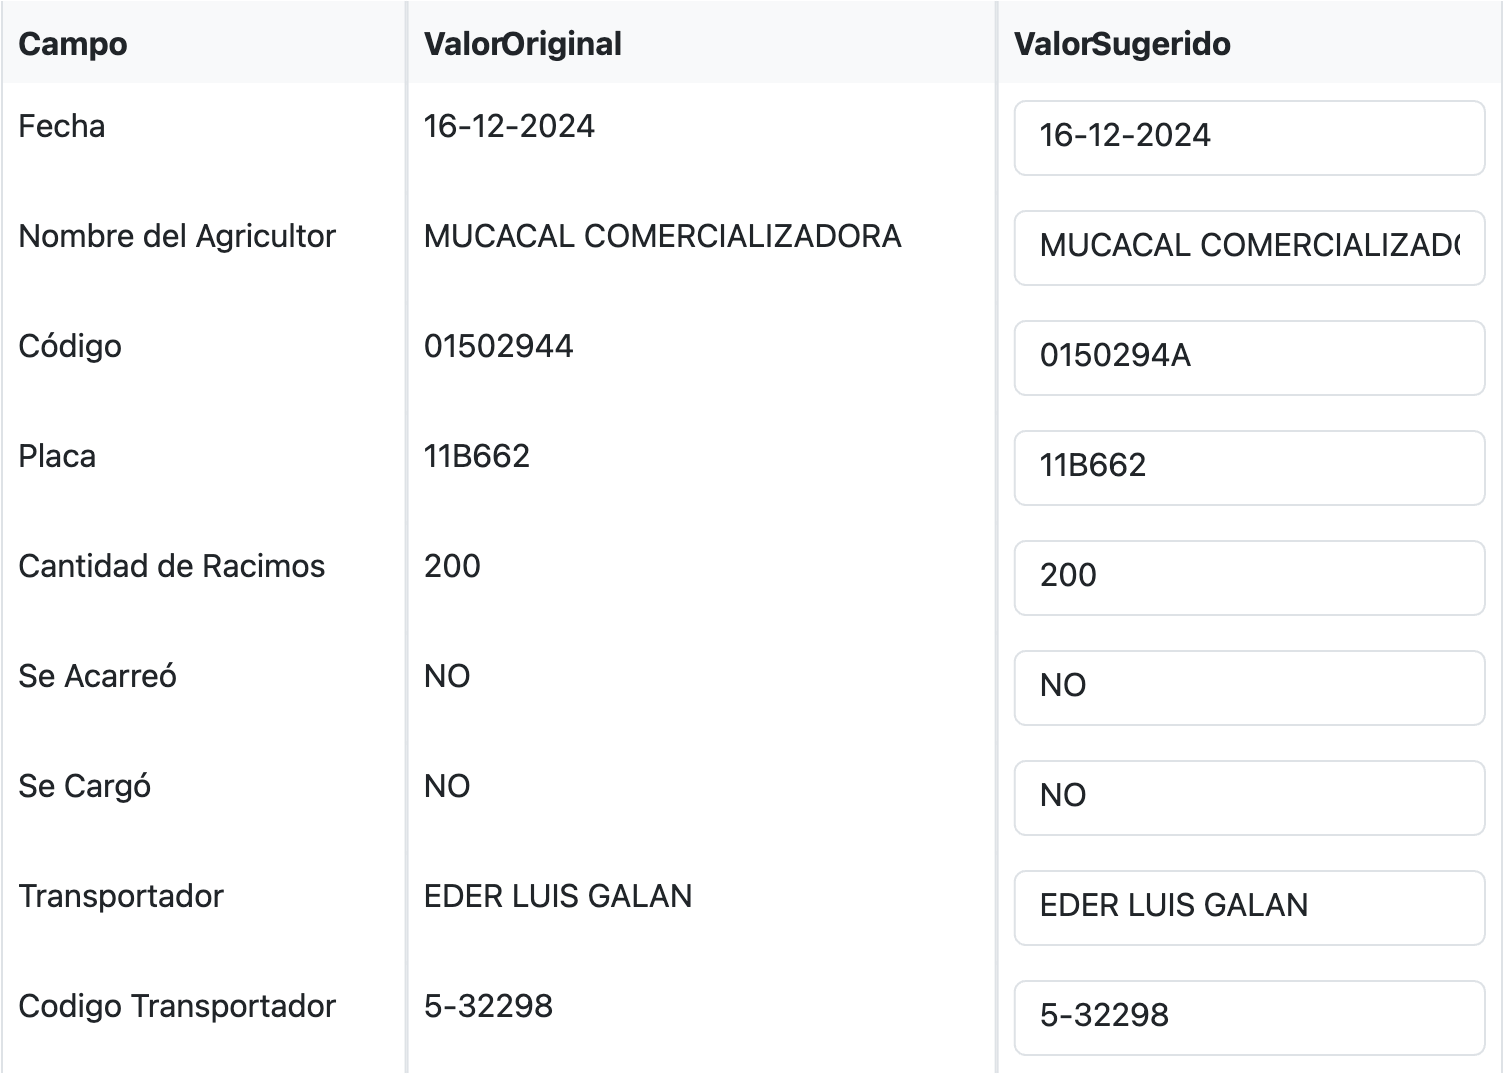 Campo ValorOriginal ValorSugerido
Fecha 16-12-2024 16-12-2024
Nombre del Agricultor MUCACAL COMERCIALIZADORA MUCACAL COMERCIALIZADO
Código 01502944 0150294A
Placa 11B662 11B662
Cantidad de Racimos 200 200
Se Acarreó NO NO
Se Cargó NO NO
Transportador EDER LUIS GALAN EDER LUIS GALAN
Codigo Transportador 5-32298 5-32298